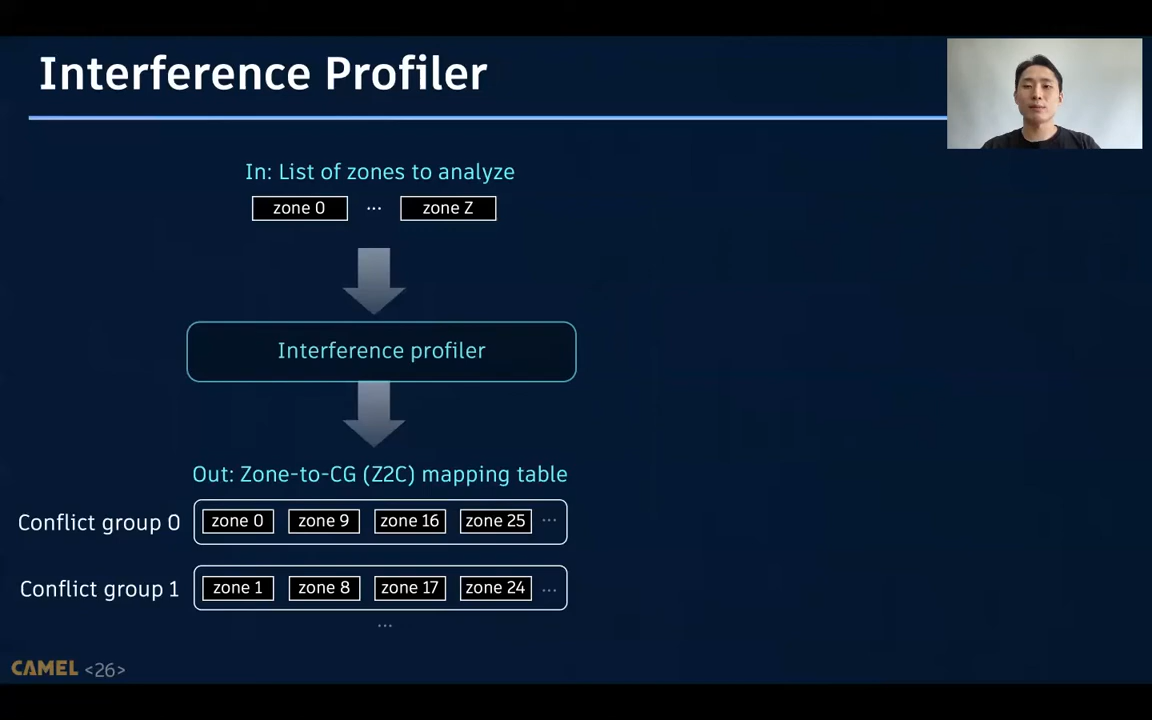 Interference Profiler
In: List of zones to analyze
zone 0 ... zone Z
Interference profiler
Out: Zone-to-CG (Z2C) mapping table
Conflict group 0 zone 0 zone 9 zone 16 zone 25 ...
Conflict group 1 zone 1 zone 8 zone 17 zone 24 ...
...
CAMEL <26>